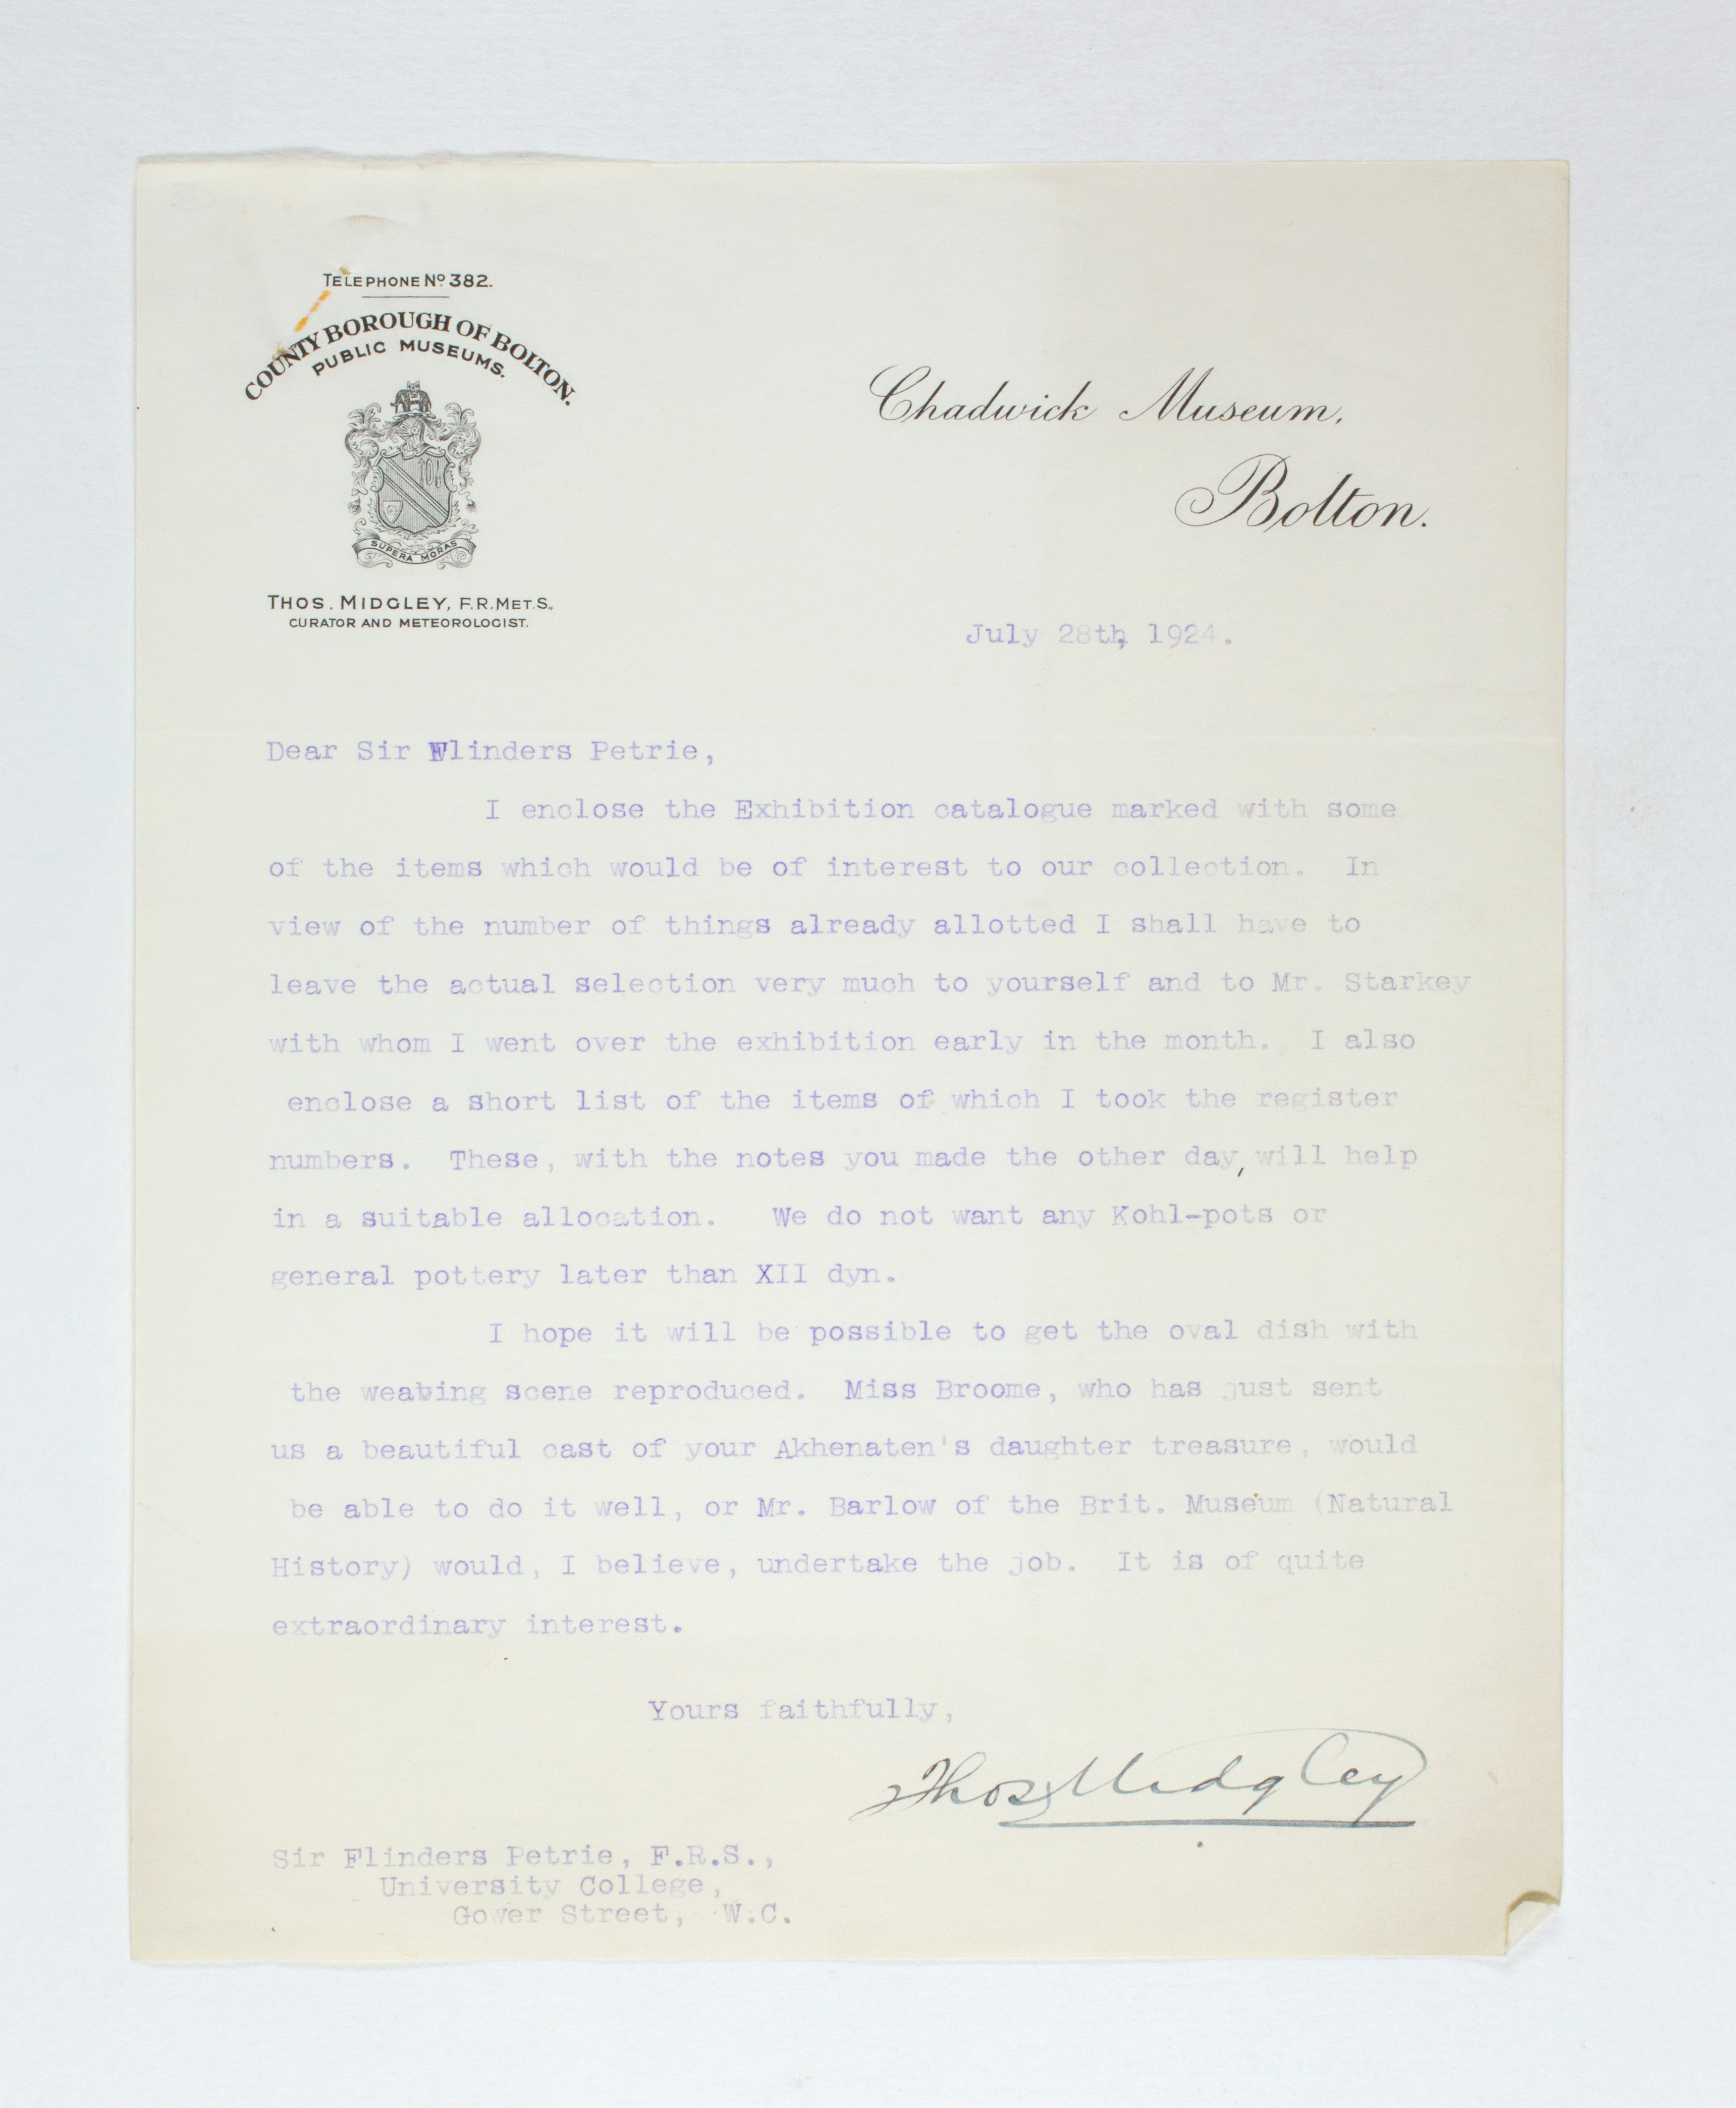 TELEPHONE Nº 382.
COUNTY BOROUGH OF BOLTON.
PUBLIC MUSEUMS.
SUPERA MORAS
THOS. MIDGLEY, F.R.MET.S.,
CURATOR AND METEOROLOGIST.
Chadwick Museum,
Bolton.
July 28th, 1924.
Dear Sir Flinders Petrie,
I enclose the Exhibition catalogue marked with some
of the items which would be of interest to our collection. In
view of the number of things already allotted I shall have to
leave the actual selection very much to yourself and to Mr. Starkey
with whom I went over the exhibition early in the month. I also
enclose a short list of the items of which I took the register
numbers. These, with the notes you made the other day, will help
in a suitable allocation. We do not want any Kohl-pots or
general pottery later than XII dyn.
I hope it will be possible to get the oval dish with
the weaving scene reproduced. Miss Broome, who has just sent
us a beautiful cast of your Akhenaten's daughter treasure, would
be able to do it well, or Mr. Barlow of the Brit. Museum (Natural
History) would, I believe, undertake the job. It is of quite
extraordinary interest.
Yours faithfully,
Thos Midgley
Sir Flinders Petrie, F.R.S.,
University College,
Gower Street, W.C.